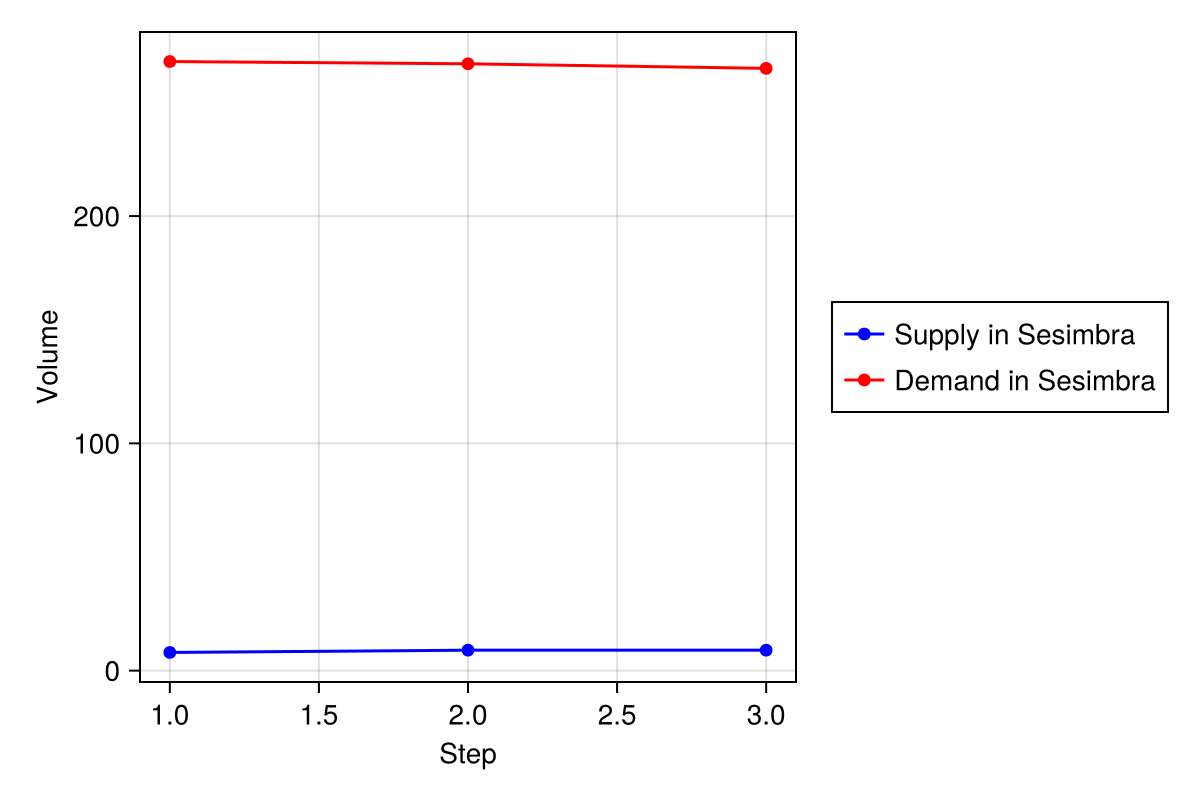 200
100
0
Volume
1.0 1.5 2.0 2.5 3.0
Step
Supply in Sesimbra
Demand in Sesimbra